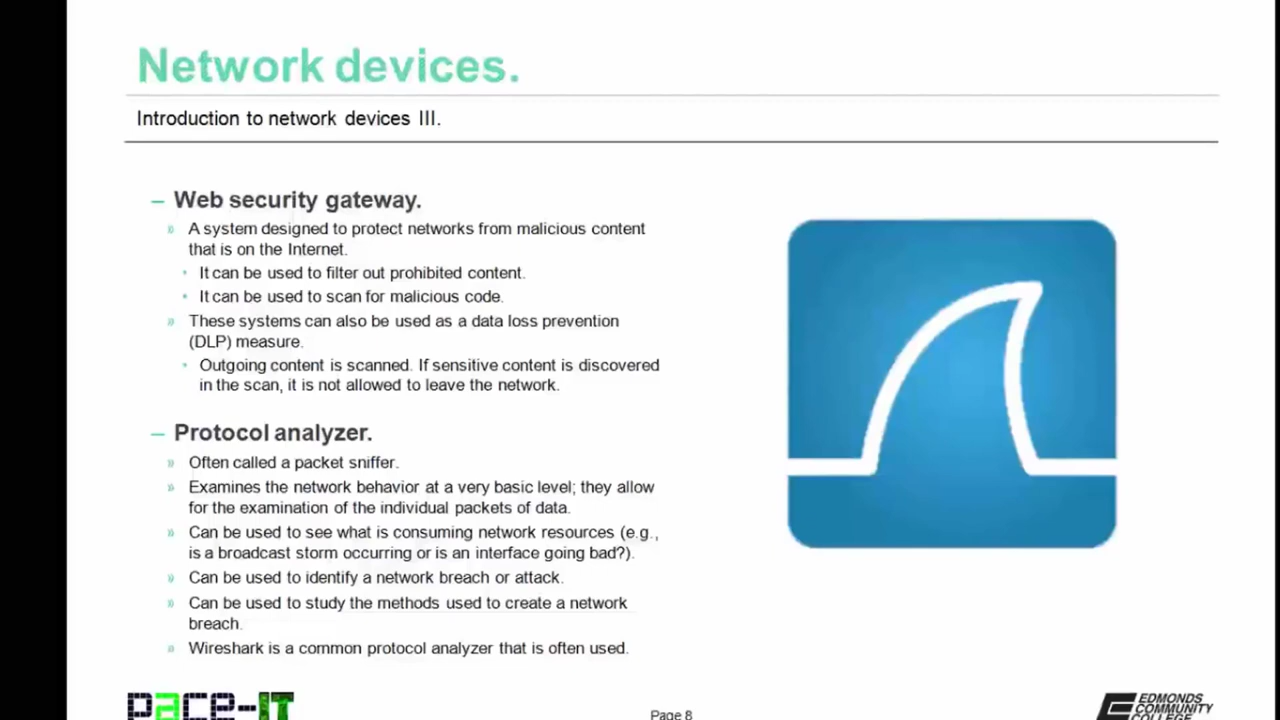 Network devices.
Introduction to network devices III.
– Web security gateway.
» A system designed to protect networks from malicious content
that is on the Internet.
• It can be used to filter out prohibited content.
• It can be used to scan for malicious code.
» These systems can also be used as a data loss prevention
(DLP) measure.
• Outgoing content is scanned. If sensitive content is discovered
in the scan, it is not allowed to leave the network.
– Protocol analyzer.
» Often called a packet sniffer.
» Examines the network behavior at a very basic level; they allow
for the examination of the individual packets of data.
» Can be used to see what is consuming network resources (e.g.,
is a broadcast storm occurring or is an interface going bad?).
» Can be used to identify a network breach or attack.
» Can be used to study the methods used to create a network
breach.
» Wireshark is a common protocol analyzer that is often used.
pace-IT
Page 8
EDMONDS
COMMUNITY
COLLEGE